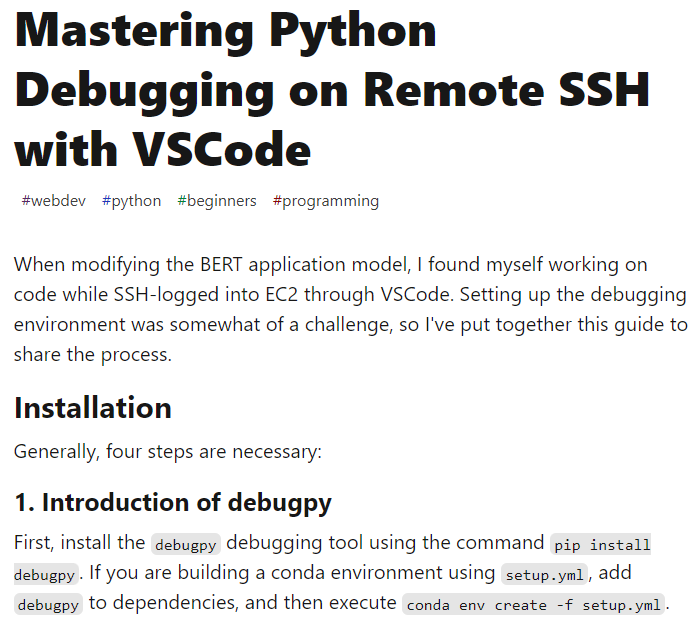 Mastering Python
Debugging on Remote SSH
with VSCode
#webdev #python #beginners #programming
When modifying the BERT application model, I found myself working on
code while SSH-logged into EC2 through VSCode. Setting up the debugging
environment was somewhat of a challenge, so I've put together this guide to
share the process.
Installation
Generally, four steps are necessary:
1. Introduction of debugpy
First, install the debugpy debugging tool using the command pip install
debugpy. If you are building a conda environment using setup.yml, add
debugpy to dependencies, and then execute conda env create -f setup.yml.